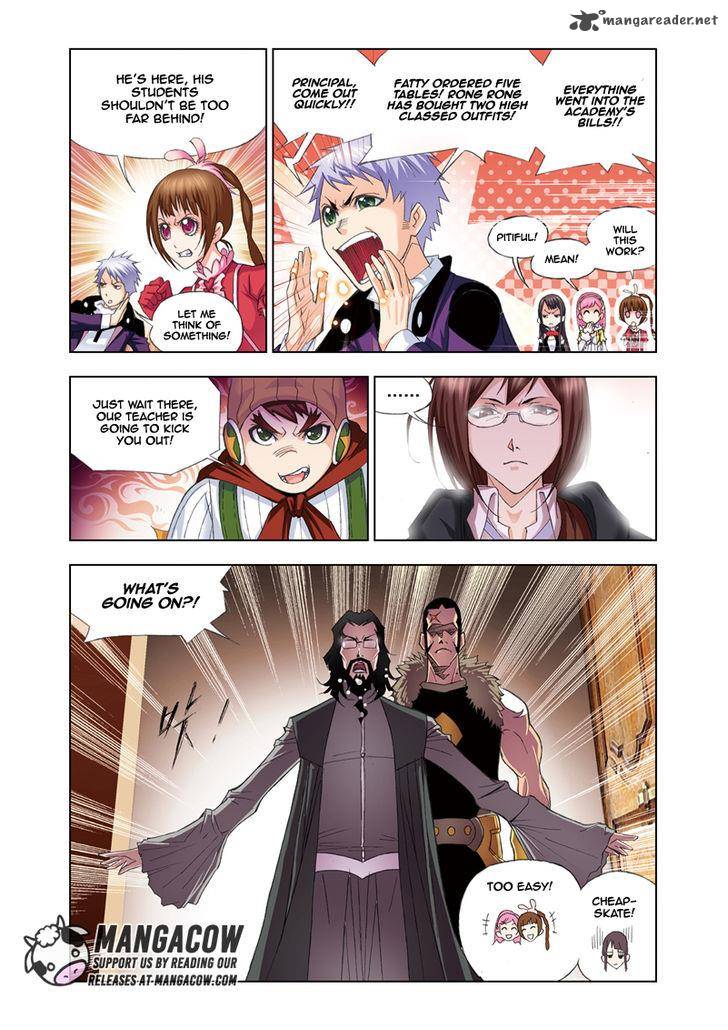 mangareader.net
HE'S HERE, HIS
STUDENTS
SHOULDN'T BE TOO
FAR BEHIND!
LET ME
THINK OF
SOMETHING!
PRINCIPAL,
COME OUT
QUICKLY!!
FATTY ORDERED FIVE
TABLES! RONG RONG
HAS BOUGHT TWO HIGH
CLASSED OUTFITS!
EVERYTHING
WENT INTO THE
ACADEMY'S
BILLS!!
PITIFUL!
MEAN!
WILL
THIS
WORK?
JUST WAIT THERE,
OUR TEACHER IS
GOING TO KICK
YOU OUT!
......
WHAT'S
GOING ON?!
TOO EASY!
CHEAP-
SKATE!
MANGACOW
SUPPORT US BY READING OUR
RELEASES AT-MANGACOW.COM!